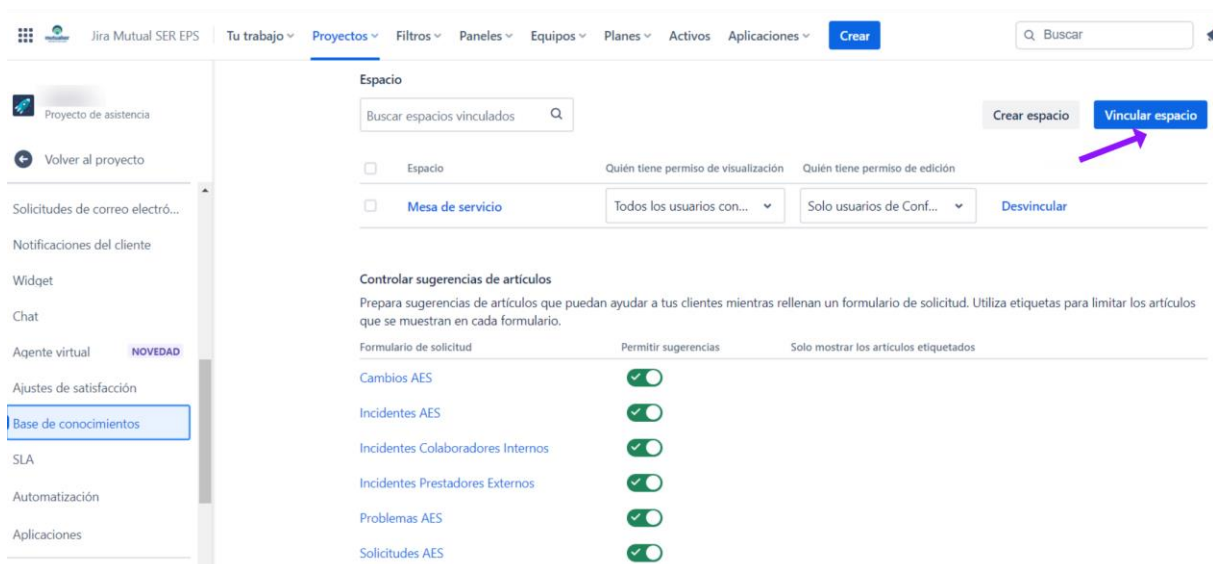 Jira Mutual SER EPS Tu trabajo Proyectos Filtros Paneles Equipos Planes Activos Aplicaciones Crear Buscar
Proyecto de asistencia
Volver al proyecto
Solicitudes de correo electró...
Notificaciones del cliente
Widget
Chat
Agente virtual NOVEDAD
Ajustes de satisfacción
Base de conocimientos
SLA
Automatización
Aplicaciones
Espacio
Buscar espacios vinculados
Crear espacio Vincular espacio
Espacio Quién tiene permiso de visualización Quién tiene permiso de edición
Mesa de servicio Todos los usuarios con... Solo usuarios de Conf... Desvincular
Controlar sugerencias de artículos
Prepara sugerencias de artículos que puedan ayudar a tus clientes mientras rellenan un formulario de solicitud. Utiliza etiquetas para limitar los artículos
que se muestran en cada formulario.
Formulario de solicitud Permitir sugerencias Solo mostrar los artículos etiquetados
Cambios AES
Incidentes AES
Incidentes Colaboradores Internos
Incidentes Prestadores Externos
Problemas AES
Solicitudes AES